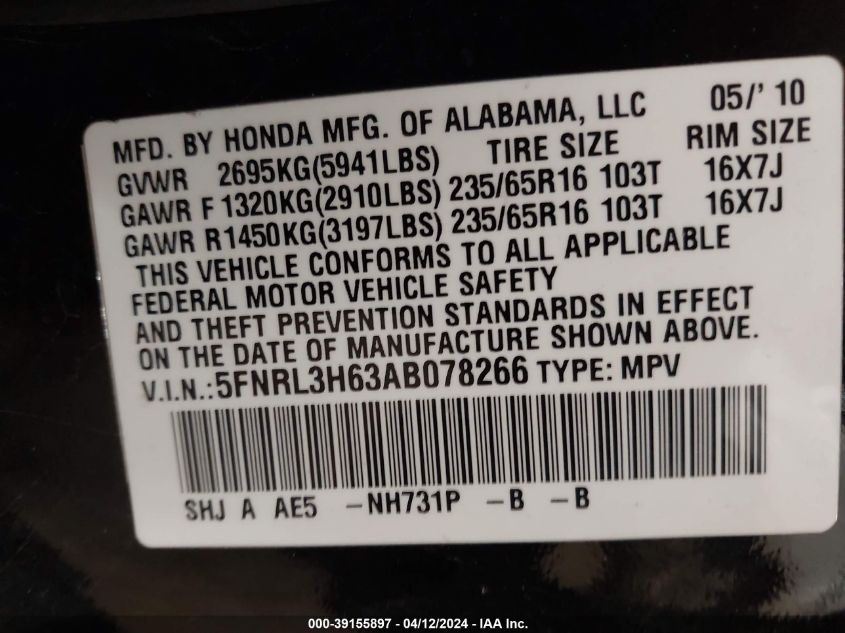 MFD. BY HONDA MFG. OF ALABAMA, LLC 05/' 10
GVWR 2695KG(5941LBS) TIRE SIZE RIM SIZE
GAWR F 1320KG(2910LBS) 235/65R16 103T 16X7J
GAWR R1450KG(3197LBS) 235/65R16 103T 16X7J
THIS VEHICLE CONFORMS TO ALL APPLICABLE
FEDERAL MOTOR VEHICLE SAFETY
AND THEFT PREVENTION STANDARDS IN EFFECT
ON THE DATE OF MANUFACTURE SHOWN ABOVE.
V.I.N.: 5FNRL3H63AB078266 TYPE: MPV
SHJ A AE5 -NH731P -B -B
000-39155897 - 04/12/2024 - IAA Inc.